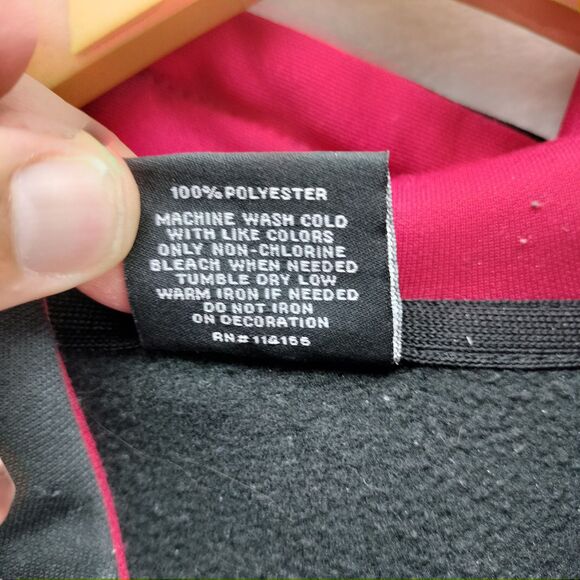 100% POLYESTER
MACHINE WASH COLD
WITH LIKE COLORS
ONLY NON-CHLORINE
BLEACH WHEN NEEDED
TUMBLE DRY LOW
WARM IRON IF NEEDED
DO NOT IRON
ON DECORATION
RN# 114166